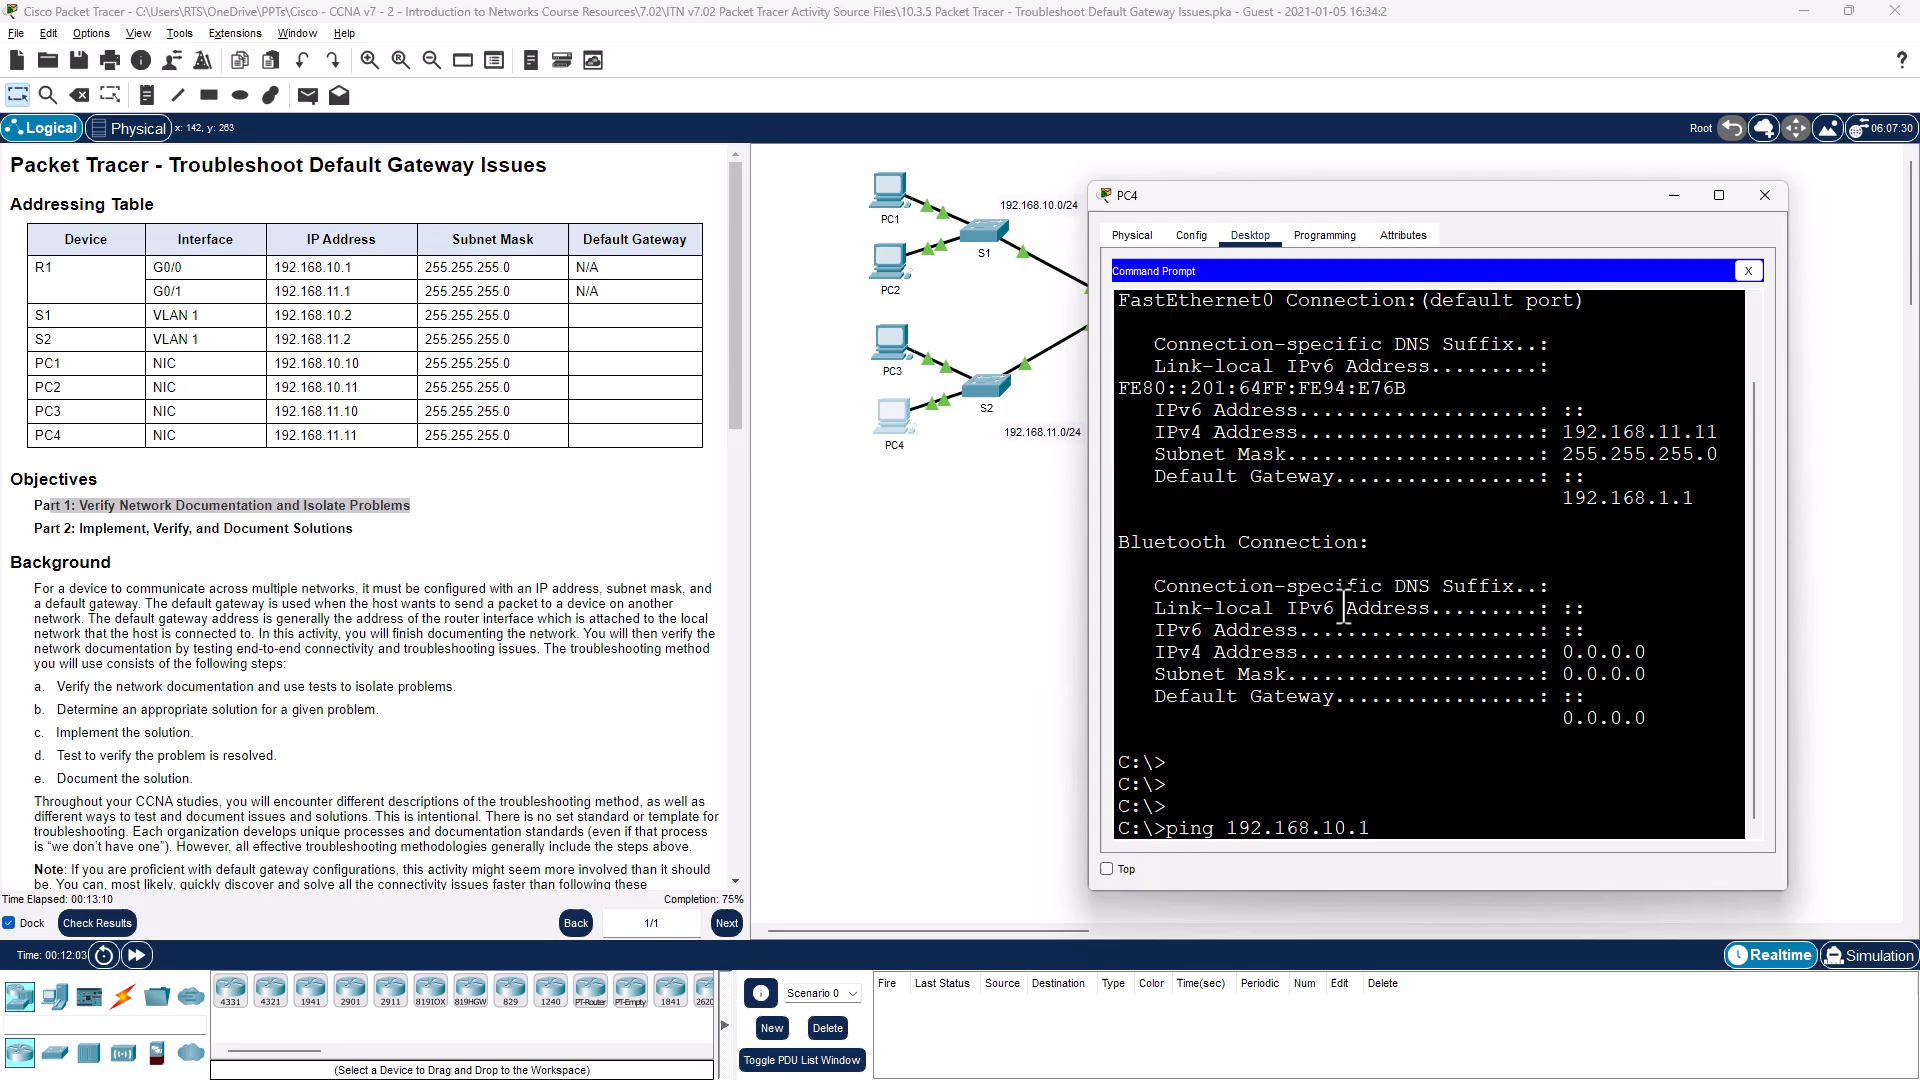 Cisco Packet Tracer - C:\Users\RTS\OneDrive\PPTs\Cisco - CCNA v7 - 2 - Introduction to Networks Course Resources\7.02\ITN v7.02 Packet Tracer Activity Source Files\10.3.5 Packet Tracer - Troubleshoot Default Gateway Issues.pka - Guest - 2021-01-05 16:34:2
File Edit Options View Tools Extensions Window Help
?
Logical Physical x: 142, y: 263 Root 06:07:30
Packet Tracer - Troubleshoot Default Gateway Issues
Addressing Table
Device Interface IP Address Subnet Mask Default Gateway
R1 G0/0 192.168.10.1 255.255.255.0 N/A
G0/1 192.168.11.1 255.255.255.0 N/A
S1 VLAN 1 192.168.10.2 255.255.255.0
S2 VLAN 1 192.168.11.2 255.255.255.0
PC1 NIC 192.168.10.10 255.255.255.0
PC2 NIC 192.168.10.11 255.255.255.0
PC3 NIC 192.168.11.10 255.255.255.0
PC4 NIC 192.168.11.11 255.255.255.0
Objectives
Part 1: Verify Network Documentation and Isolate Problems
Part 2: Implement, Verify, and Document Solutions
Background
For a device to communicate across multiple networks, it must be configured with an IP address, subnet mask, and
a default gateway. The default gateway is used when the host wants to send a packet to a device on another
network. The default gateway address is generally the address of the router interface which is attached to the local
network that the host is connected to. In this activity, you will finish documenting the network. You will then verify the
network documentation by testing end-to-end connectivity and troubleshooting issues. The troubleshooting method
you will use consists of the following steps:
a. Verify the network documentation and use tests to isolate problems.
b. Determine an appropriate solution for a given problem.
c. Implement the solution.
d. Test to verify the problem is resolved.
e. Document the solution.
Throughout your CCNA studies, you will encounter different descriptions of the troubleshooting method, as well as
different ways to test and document issues and solutions. This is intentional. There is no set standard or template for
troubleshooting. Each organization develops unique processes and documentation standards (even if that process
is “we don’t have one”). However, all effective troubleshooting methodologies generally include the steps above.
Note: If you are proficient with default gateway configurations, this activity might seem more involved than it should
be. You can, most likely, quickly discover and solve all the connectivity issues faster than following these
Time Elapsed: 00:13:10 Completion: 75%
Dock Check Results Back 1/1 Next
PC1
192.168.10.0/24
S1
PC2
PC3
S2
192.168.11.0/24
PC4
PC4
Physical Config Desktop Programming Attributes
Command Prompt X
FastEthernet0 Connection:(default port)
Connection-specific DNS Suffix..:
Link-local IPv6 Address.........:
FE80::201:64FF:FE94:E76B
IPv6 Address....................: ::
IPv4 Address....................: 192.168.11.11
Subnet Mask.....................: 255.255.255.0
Default Gateway.................: ::
192.168.1.1
Bluetooth Connection:
Connection-specific DNS Suffix..:
Link-local IPv6 Address.........: ::
IPv6 Address....................: ::
IPv4 Address....................: 0.0.0.0
Subnet Mask.....................: 0.0.0.0
Default Gateway.................: ::
0.0.0.0
C:\>
C:\>
C:\>
C:\>ping 192.168.10.1
Top
Time: 00:12:03 Realtime Simulation
4331 4321 1941 2901 2911 819IOX 819HGW 829 1240 PT-Router PT-Empty 1841 2620
(Select a Device to Drag and Drop to the Workspace)
Scenario 0
New Delete
Toggle PDU List Window
Fire Last Status Source Destination Type Color Time(sec) Periodic Num Edit Delete